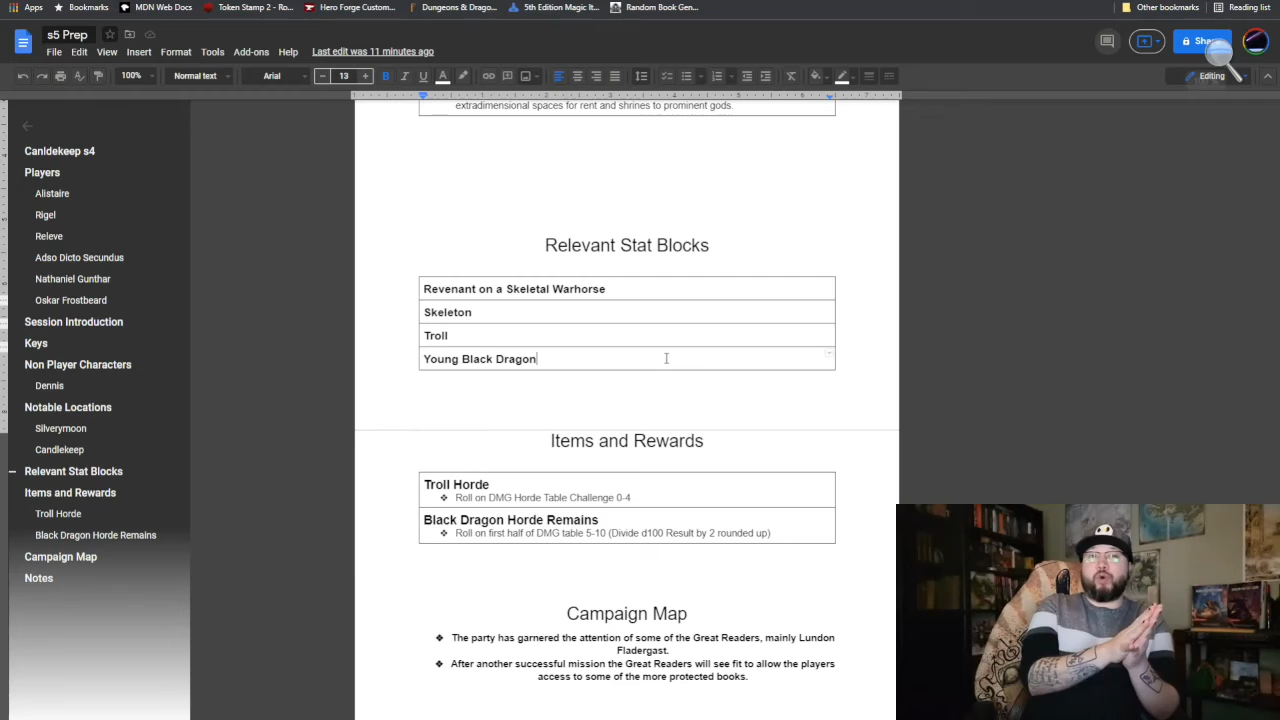 Apps
Bookmarks
MDN Web Docs
Token Stamp 2 - Ro...
Hero Forge Custom...
Dungeons & Drago...
5th Edition Magic It...
Random Book Gen...
Other bookmarks
Reading list
s5 Prep
File Edit View Insert Format Tools Add-ons Help Last edit was 11 minutes ago
100% Normal text Arial 13 Editing
extradimensional spaces for rent and shrines to prominent gods.
Canldekeep s4
Players
Alistaire
Rigel
Releve
Adso Dicto Secundus
Nathaniel Gunthar
Oskar Frostbeard
Session Introduction
Keys
Non Player Characters
Dennis
Notable Locations
Silverymoon
Candlekeep
Relevant Stat Blocks
Items and Rewards
Troll Horde
Black Dragon Horde Remains
Campaign Map
Notes
Relevant Stat Blocks
Revenant on a Skeletal Warhorse
Skeleton
Troll
Young Black Dragon
Items and Rewards
Troll Horde
❖ Roll on DMG Horde Table Challenge 0-4
Black Dragon Horde Remains
❖ Roll on first half of DMG table 5-10 (Divide d100 Result by 2 rounded up)
Campaign Map
❖ The party has garnered the attention of some of the Great Readers, mainly Lundon
Fladergast.
❖ After another successful mission the Great Readers will see fit to allow the players
access to some of the more protected books.